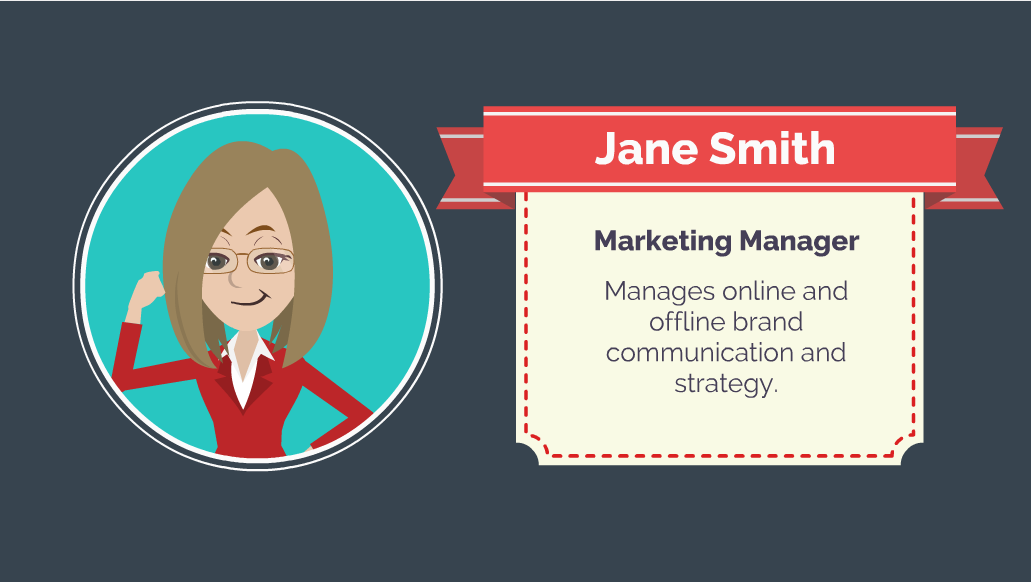 Jane Smith
Marketing Manager
Manages online and
offline brand
communication and
strategy.